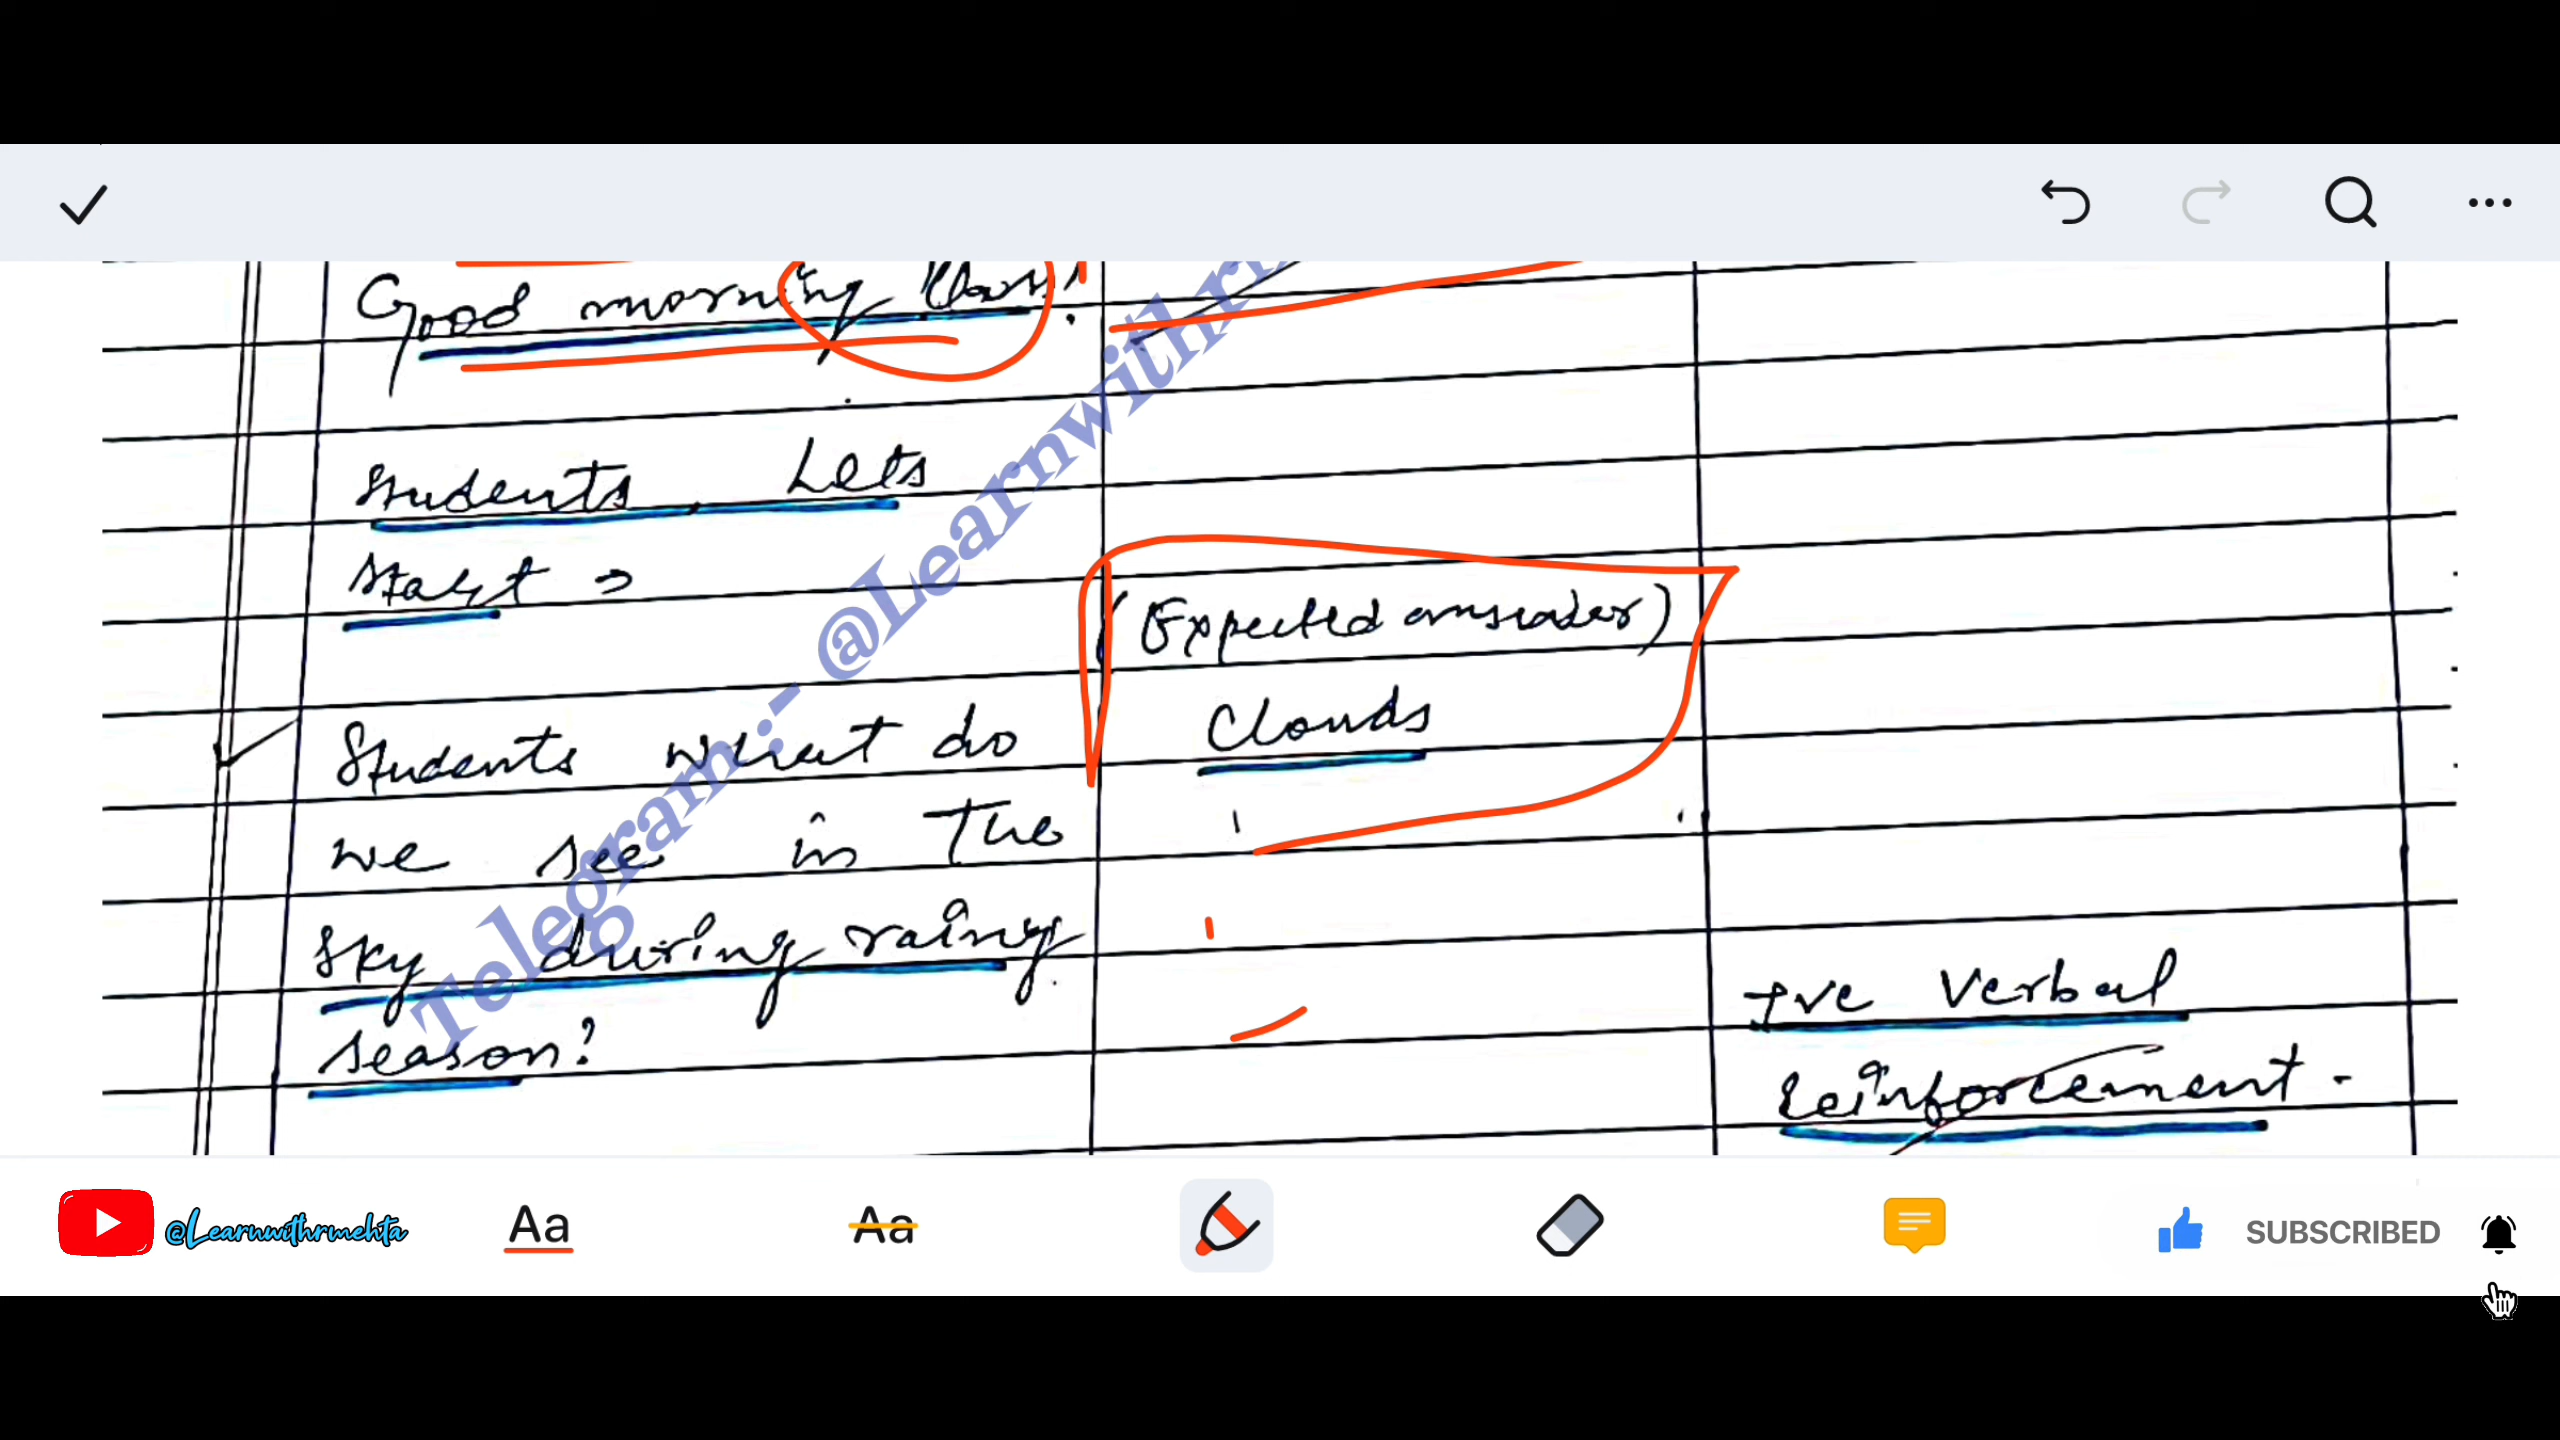 Good morning Class!
Students, Lets
Start
(Expected answer)
Students what do
Clouds
we see in The
Sky during rainy
season?
+ve Verbal
Reinforcement.
Telegram:- @Learnwithr
@Learnwithrmehta
Aa
Aa
SUBSCRIBED